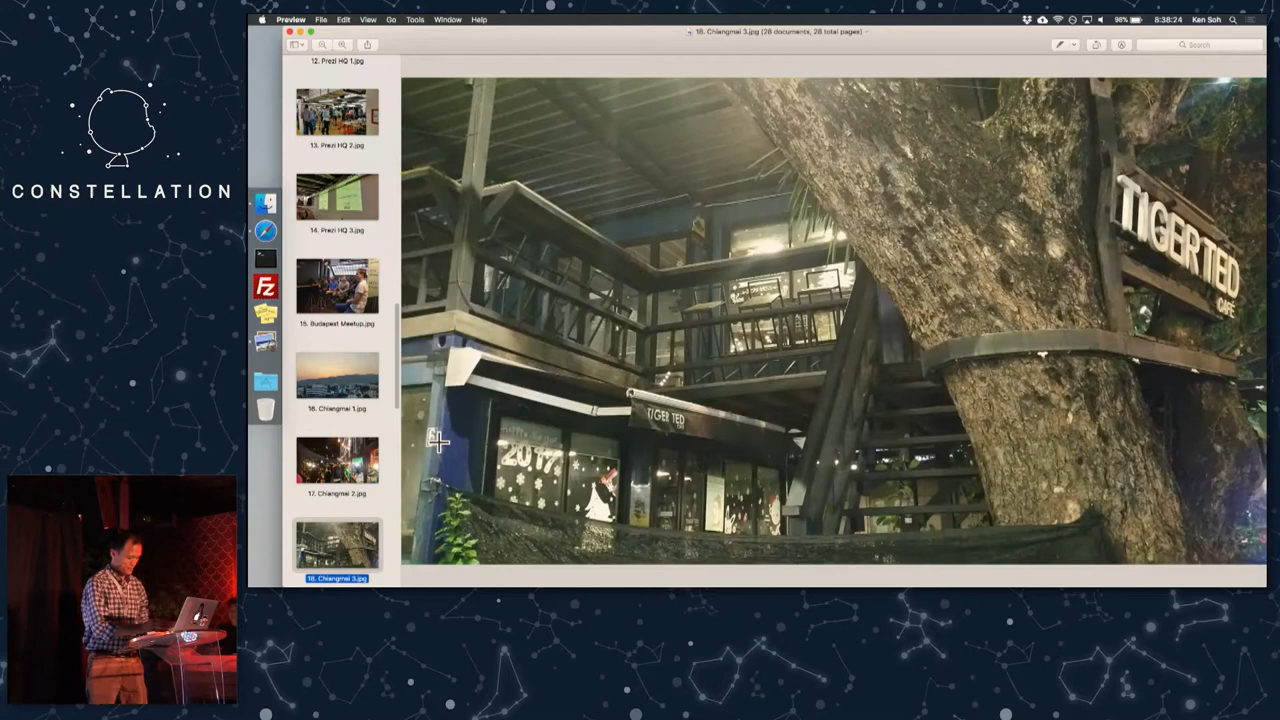 Preview File Edit View Go Tools Window Help
98% 8:38:24 Ken Soh
18. Chiangmai 3.jpg (28 documents, 28 total pages)
Search
CONSTELLATION
12. Prezi HQ 1.jpg
13. Prezi HQ 2.jpg
14. Prezi HQ 3.jpg
15. Budapest Meetup.jpg
16. Chiangmai 1.jpg
17. Chiangmai 2.jpg
18. Chiangmai 3.jpg
Fz
TIGER TED
CAFE
TIGER TED
2017